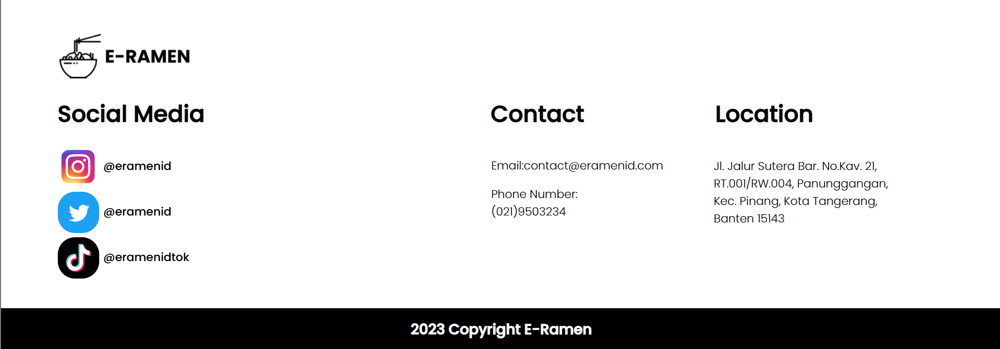 E-RAMEN
Social Media
@eramenid
@eramenid
@eramenidtok
Contact
Email:contact@eramenid.com
Phone Number:
(021)9503234
Location
Jl. Jalur Sutera Bar. No.Kav. 21,
RT.001/RW.004, Panunggangan,
Kec. Pinang, Kota Tangerang,
Banten 15143
2023 Copyright E-Ramen